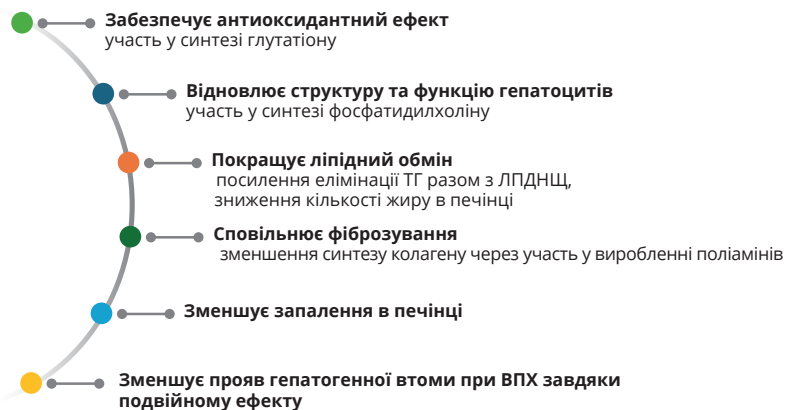 Забезпечує антиоксидантний ефект
участь у синтезі глутатіону
Відновлює структуру та функцію гепатоцитів
участь у синтезі фосфатидилхоліну
Покращує ліпідний обмін
посилення елімінації ТГ разом з ЛПДНЩ,
зниження кількості жиру в печінці
Сповільнює фіброзування
зменшення синтезу колагену через участь у виробленні поліамінів
Зменшує запалення в печінці
Зменшує прояв гепатогенної втоми при ВПХ завдяки
подвійному ефекту